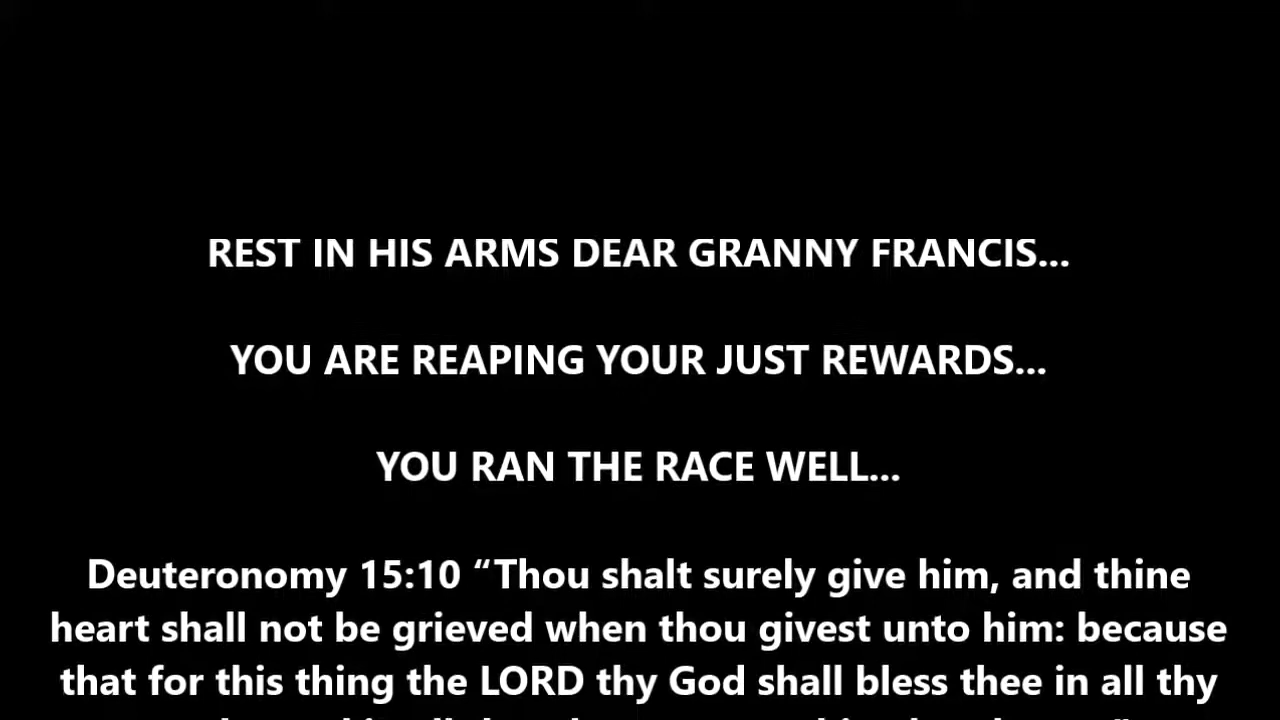 REST IN HIS ARMS DEAR GRANNY FRANCIS...
YOU ARE REAPING YOUR JUST REWARDS...
YOU RAN THE RACE WELL...
Deuteronomy 15:10 “Thou shalt surely give him, and thine
heart shall not be grieved when thou givest unto him: because
that for this thing the LORD thy God shall bless thee in all thy